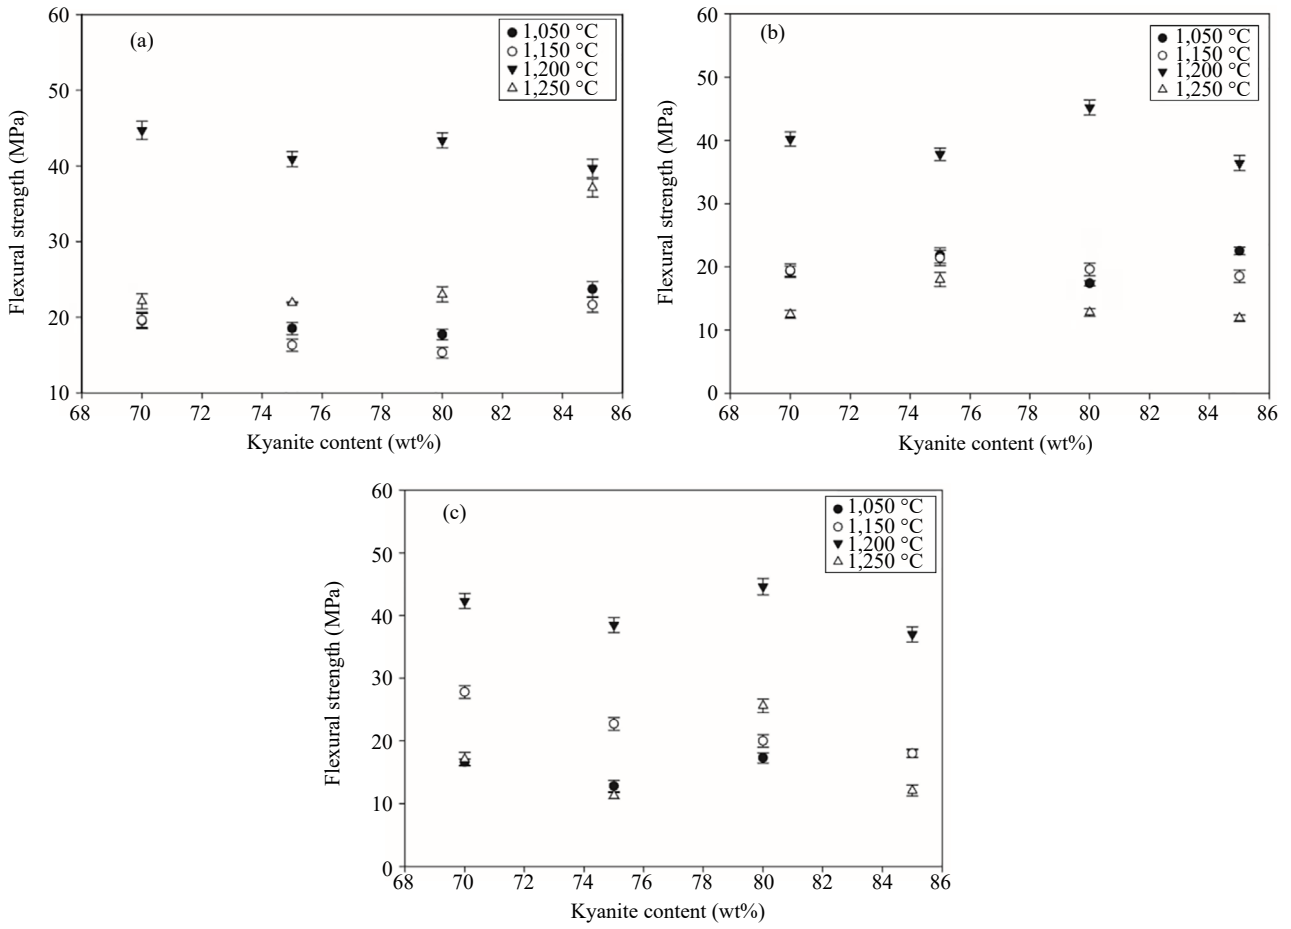 (a)
1,050 °C
1,150 °C
1,200 °C
1,250 °C
60
50
40
30
20
10
Flexural strength (MPa)
68 70 72 74 76 78 80 82 84 86
Kyanite content (wt%)
(b)
1,050 °C
1,150 °C
1,200 °C
1,250 °C
60
50
40
30
20
10
0
Flexural strength (MPa)
68 70 72 74 76 78 80 82 84 86
Kyanite content (wt%)
(c)
1,050 °C
1,150 °C
1,200 °C
1,250 °C
60
50
40
30
20
10
0
Flexural strength (MPa)
68 70 72 74 76 78 80 82 84 86
Kyanite content (wt%)